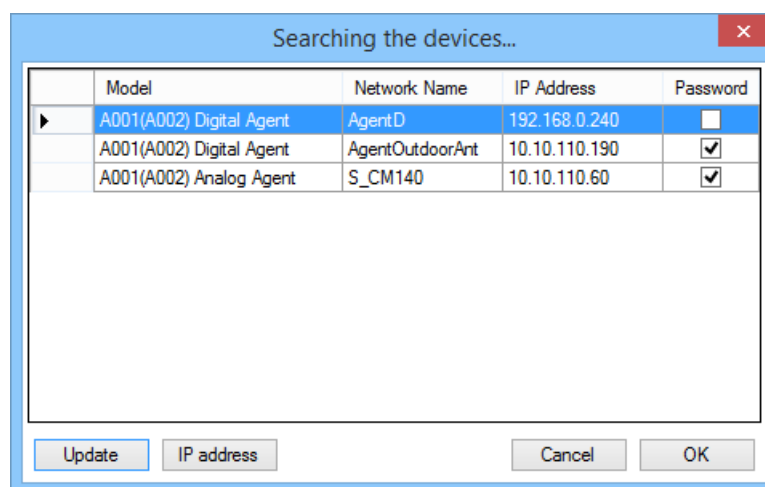 Searching the devices...
Model Network Name IP Address Password
A001(A002) Digital Agent AgentD 192.168.0.240
A001(A002) Digital Agent AgentOutdoorAnt 10.10.110.190
A001(A002) Analog Agent S_CM140 10.10.110.60
Update IP address Cancel OK